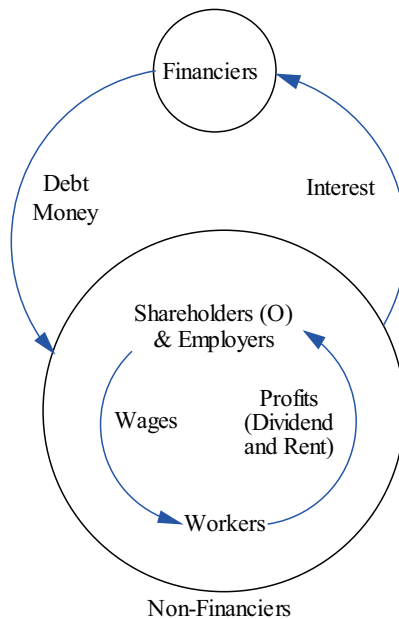 Financiers
Debt
Money
Interest
Shareholders (O)
& Employers
Wages
Profits
(Dividend
and Rent)
Workers
Non-Financiers